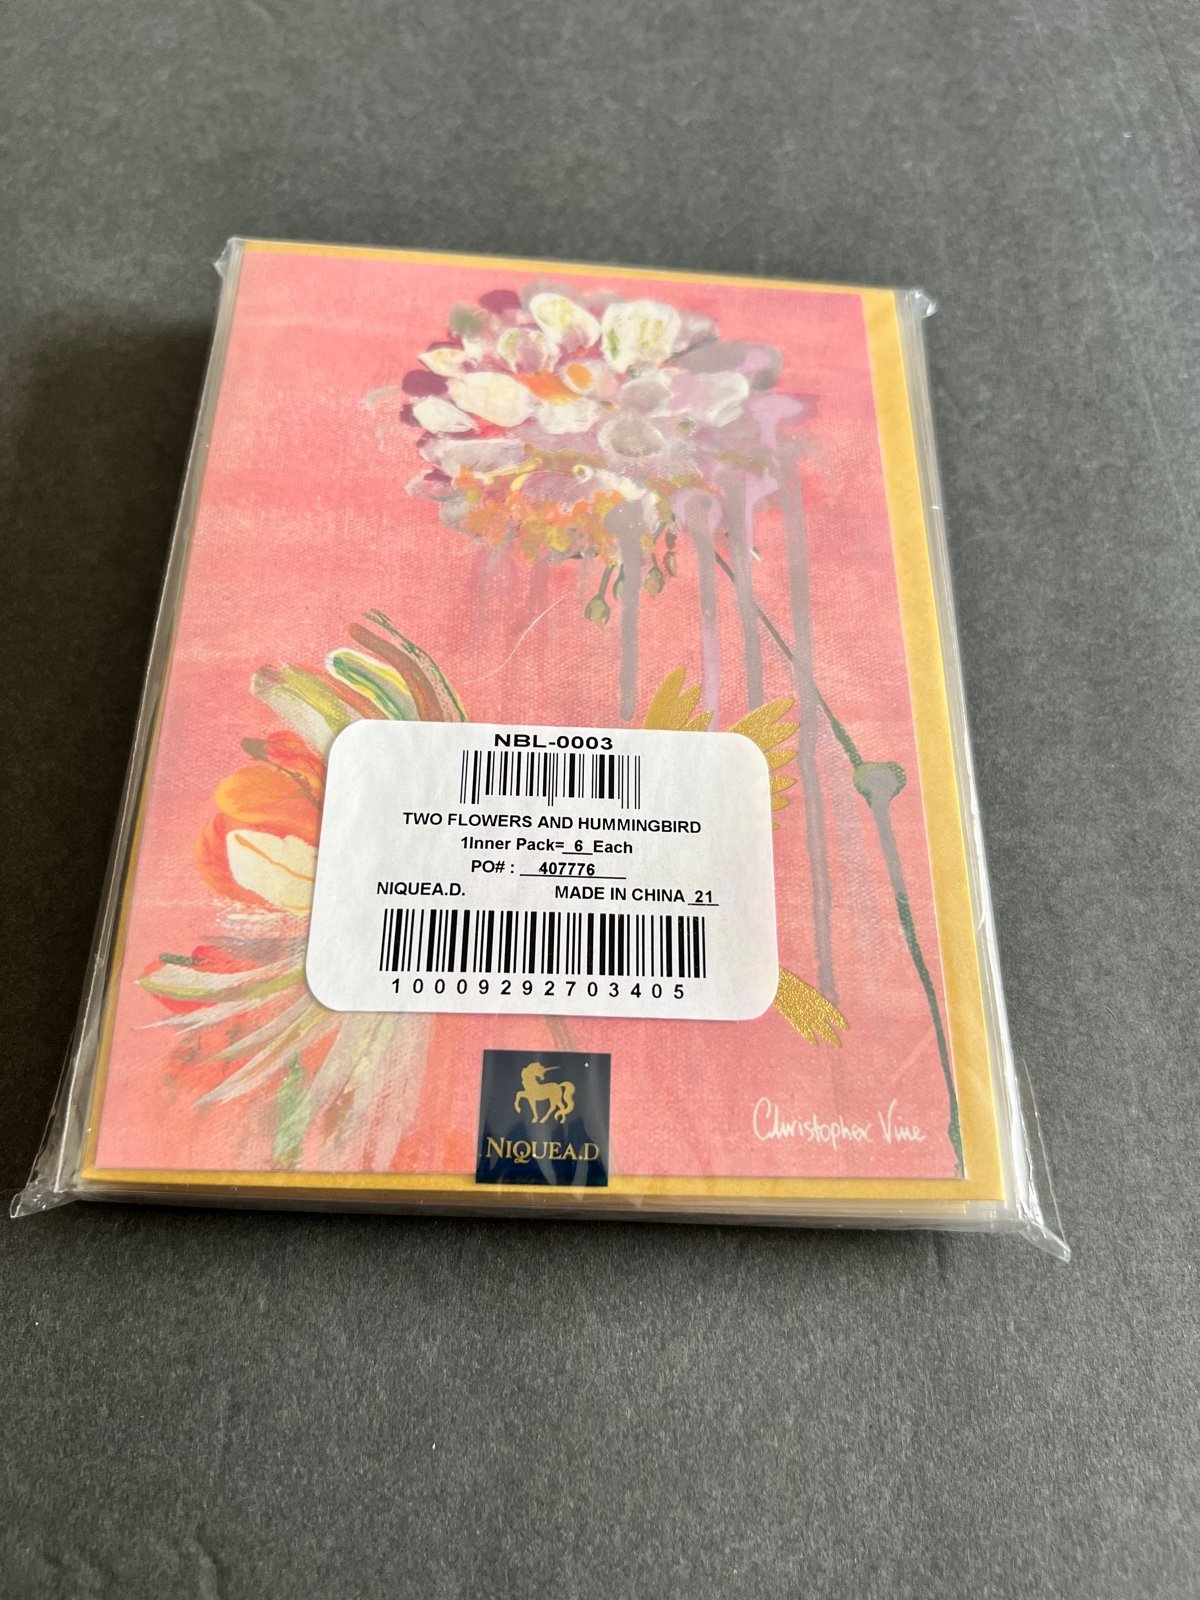 NBL-0003
TWO FLOWERS AND HUMMINGBIRD
1Inner Pack= 6 Each
PO# : 407776
NIQUEA.D. MADE IN CHINA 21
10009292703405
NIQUEA.D
Christopher Vine